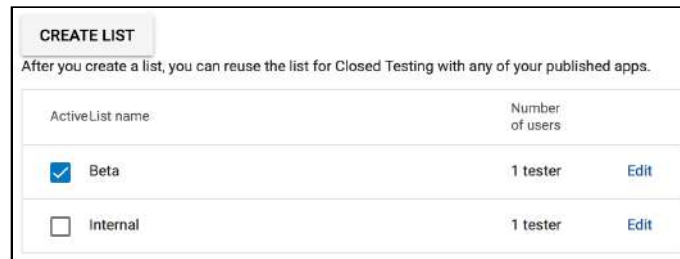 CREATE LIST
After you create a list, you can reuse the list for Closed Testing with any of your published apps.
ActiveList name Number of users
Beta 1 tester Edit
Internal 1 tester Edit